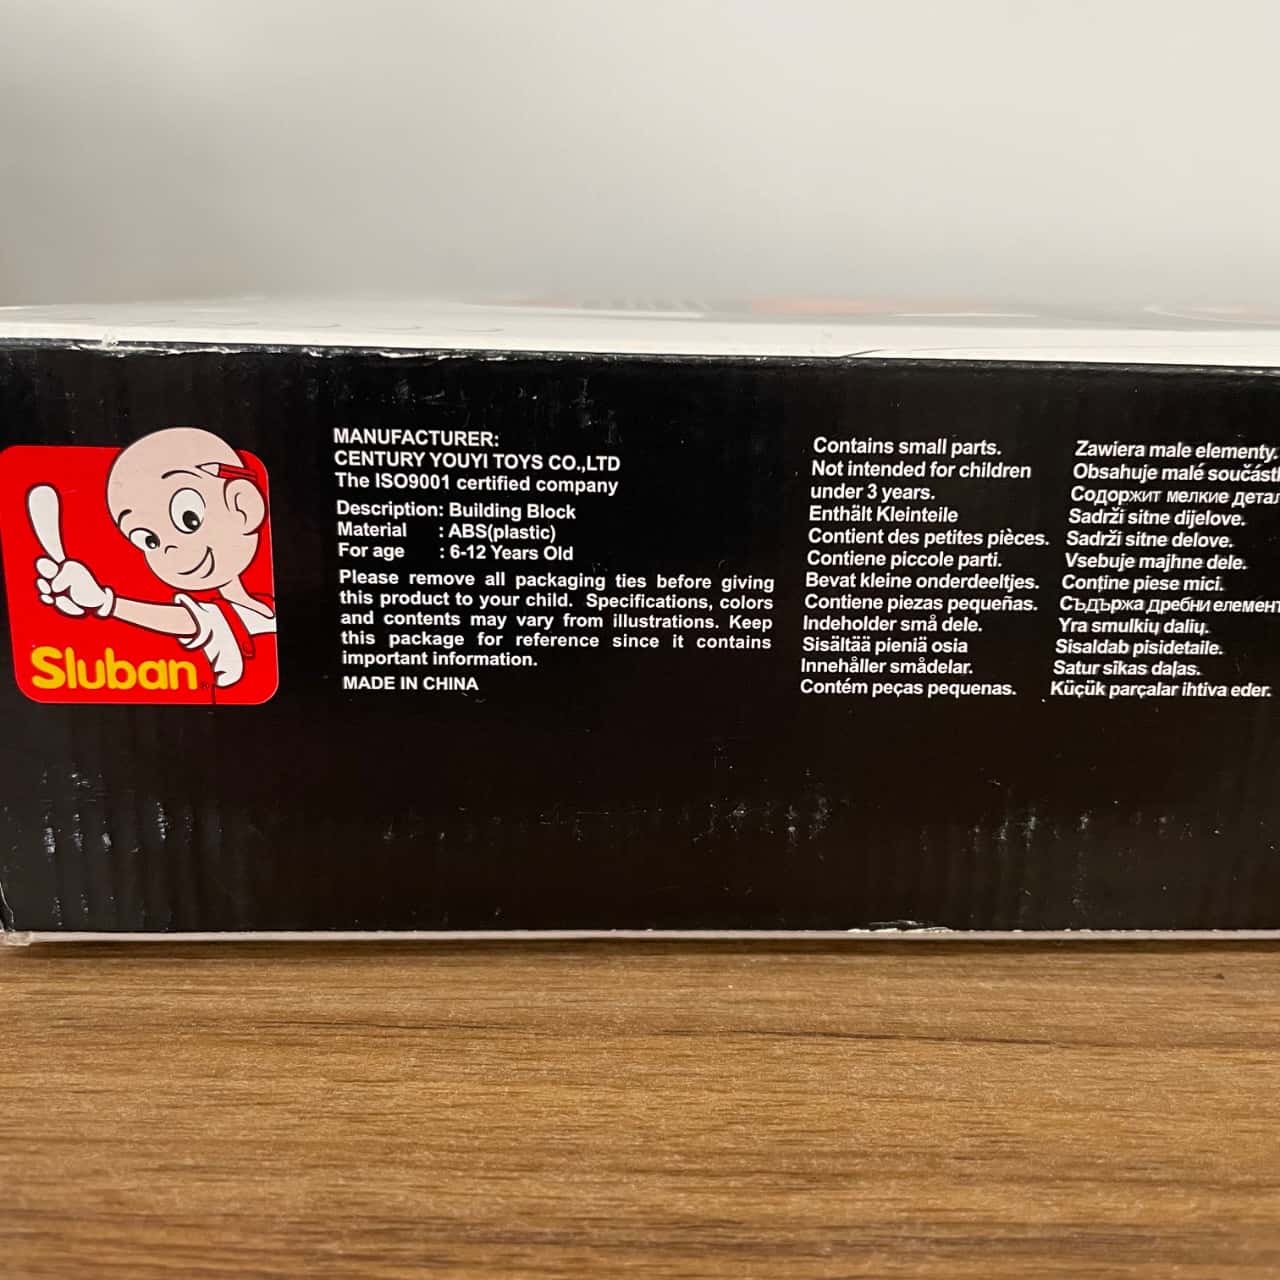 Sluban
MANUFACTURER:
CENTURY YOUYI TOYS CO.,LTD
The ISO9001 certified company
Description: Building Block
Material : ABS(plastic)
For age : 6-12 Years Old
Please remove all packaging ties before giving
this product to your child. Specifications, colors
and contents may vary from illustrations. Keep
this package for reference since it contains
important information.
MADE IN CHINA
Contains small parts.
Not intended for children
under 3 years.
Enthält Kleinteile
Contient des petites pièces.
Contiene piccole parti.
Bevat kleine onderdeeltjes.
Contiene piezas pequeñas.
Indeholder små dele.
Sisältää pieniä osia
Innehåller smådelar.
Contém peças pequenas.
Zawiera male elementy.
Obsahuje malé
Содоржит мелкие
Sadrži sitne dijelove.
Sadrži sitne delove.
Vsebuje majhne dele.
Conține piese mici.
Съдържа дребни
Yra smulkių dalių.
Sisaldab pisidetaile.
Satur sīkas daļas.
Küçük parçalar ihtiva eder.